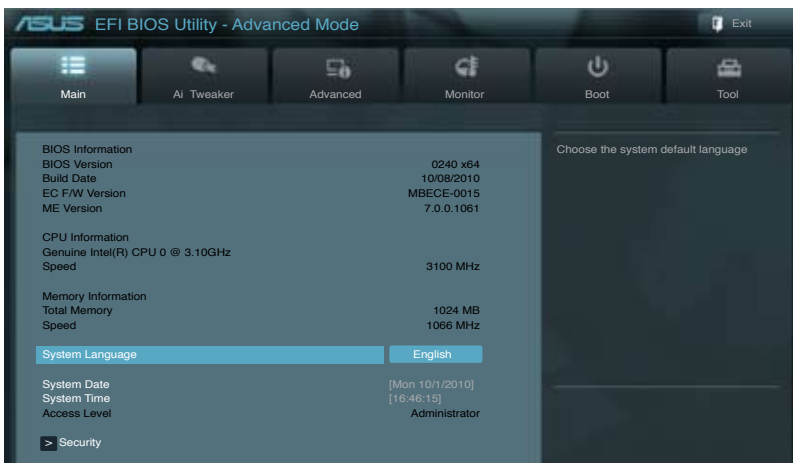 ASUS EFI BIOS Utility - Advanced Mode Exit
Main Ai Tweaker Advanced Monitor Boot Tool
BIOS Information
BIOS Version 0240 x64
Build Date 10/08/2010
EC F/W Version MBECE-0015
ME Version 7.0.0.1061
CPU Information
Genuine Intel(R) CPU 0 @ 3.10GHz
Speed 3100 MHz
Memory Information
Total Memory 1024 MB
Speed 1066 MHz
System Language English
System Date [Mon 10/1/2010]
System Time [16:46:15]
Access Level Administrator
> Security
Choose the system default language